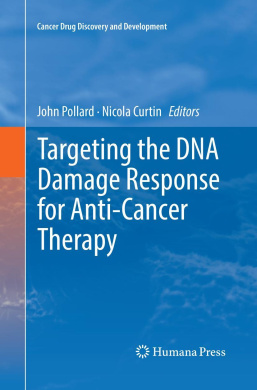 Cancer Drug Discovery and Development
John Pollard · Nicola Curtin Editors
Targeting the DNA
Damage Response
for Anti-Cancer
Therapy
Humana Press